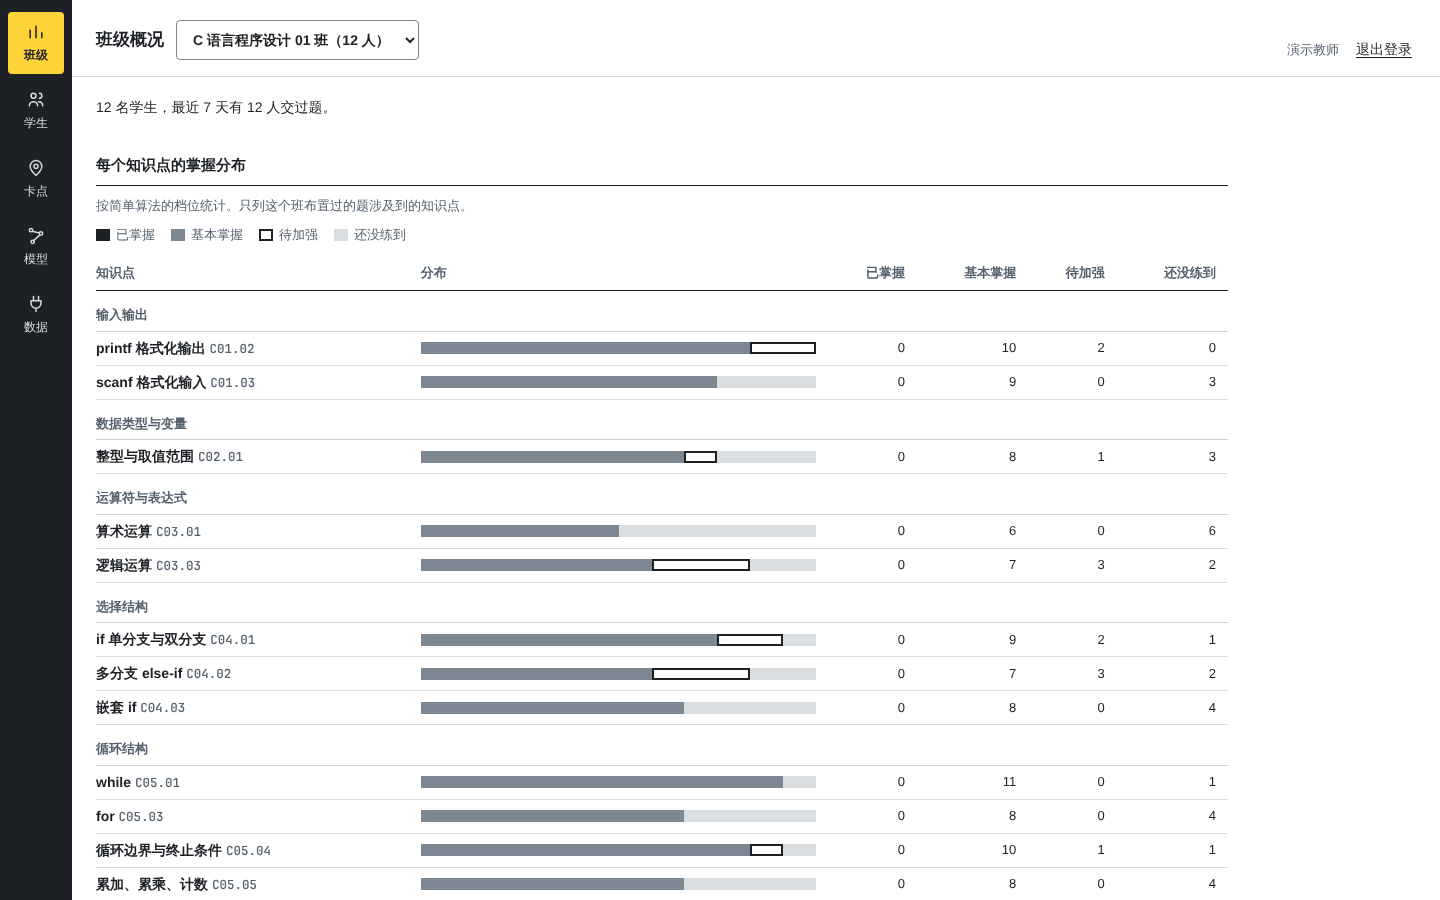 班级
学生
卡点
模型
数据
班级概况 C 语言程序设计 01 班（12 人） 演示教师 退出登录
12 名学生，最近 7 天有 12 人交过题。
每个知识点的掌握分布
按简单算法的档位统计。只列这个班布置过的题涉及到的知识点。
已掌握 基本掌握 待加强 还没练到
知识点 分布 已掌握 基本掌握 待加强 还没练到
输入输出
printf 格式化输出 C01.02 0 10 2 0
scanf 格式化输入 C01.03 0 9 0 3
数据类型与变量
整型与取值范围 C02.01 0 8 1 3
运算符与表达式
算术运算 C03.01 0 6 0 6
逻辑运算 C03.03 0 7 3 2
选择结构
if 单分支与双分支 C04.01 0 9 2 1
多分支 else-if C04.02 0 7 3 2
嵌套 if C04.03 0 8 0 4
循环结构
while C05.01 0 11 0 1
for C05.03 0 8 0 4
循环边界与终止条件 C05.04 0 10 1 1
累加、累乘、计数 C05.05 0 8 0 4